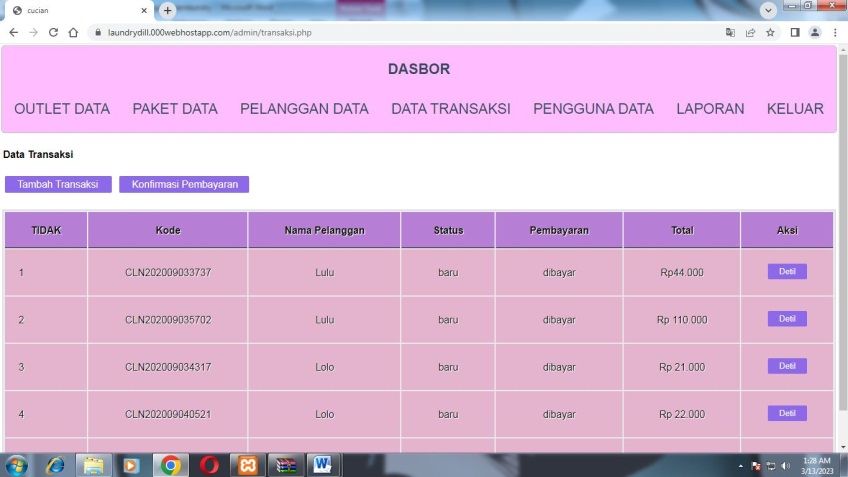 cucian
laundrydill.000webhostapp.com/admin/transaksi.php
DASBOR
OUTLET DATA PAKET DATA PELANGGAN DATA DATA TRANSAKSI PENGGUNA DATA LAPORAN KELUAR
Data Transaksi
Tambah Transaksi Konfirmasi Pembayaran
TIDAK Kode Nama Pelanggan Status Pembayaran Total Aksi
1 CLN202009033737 Lulu baru dibayar Rp44.000 Detil
2 CLN202009035702 Lulu baru dibayar Rp 110.000 Detil
3 CLN202009034317 Lolo baru dibayar Rp 21.000 Detil
4 CLN202009040521 Lolo baru dibayar Rp 22.000 Detil
1:28 AM
3/13/2023